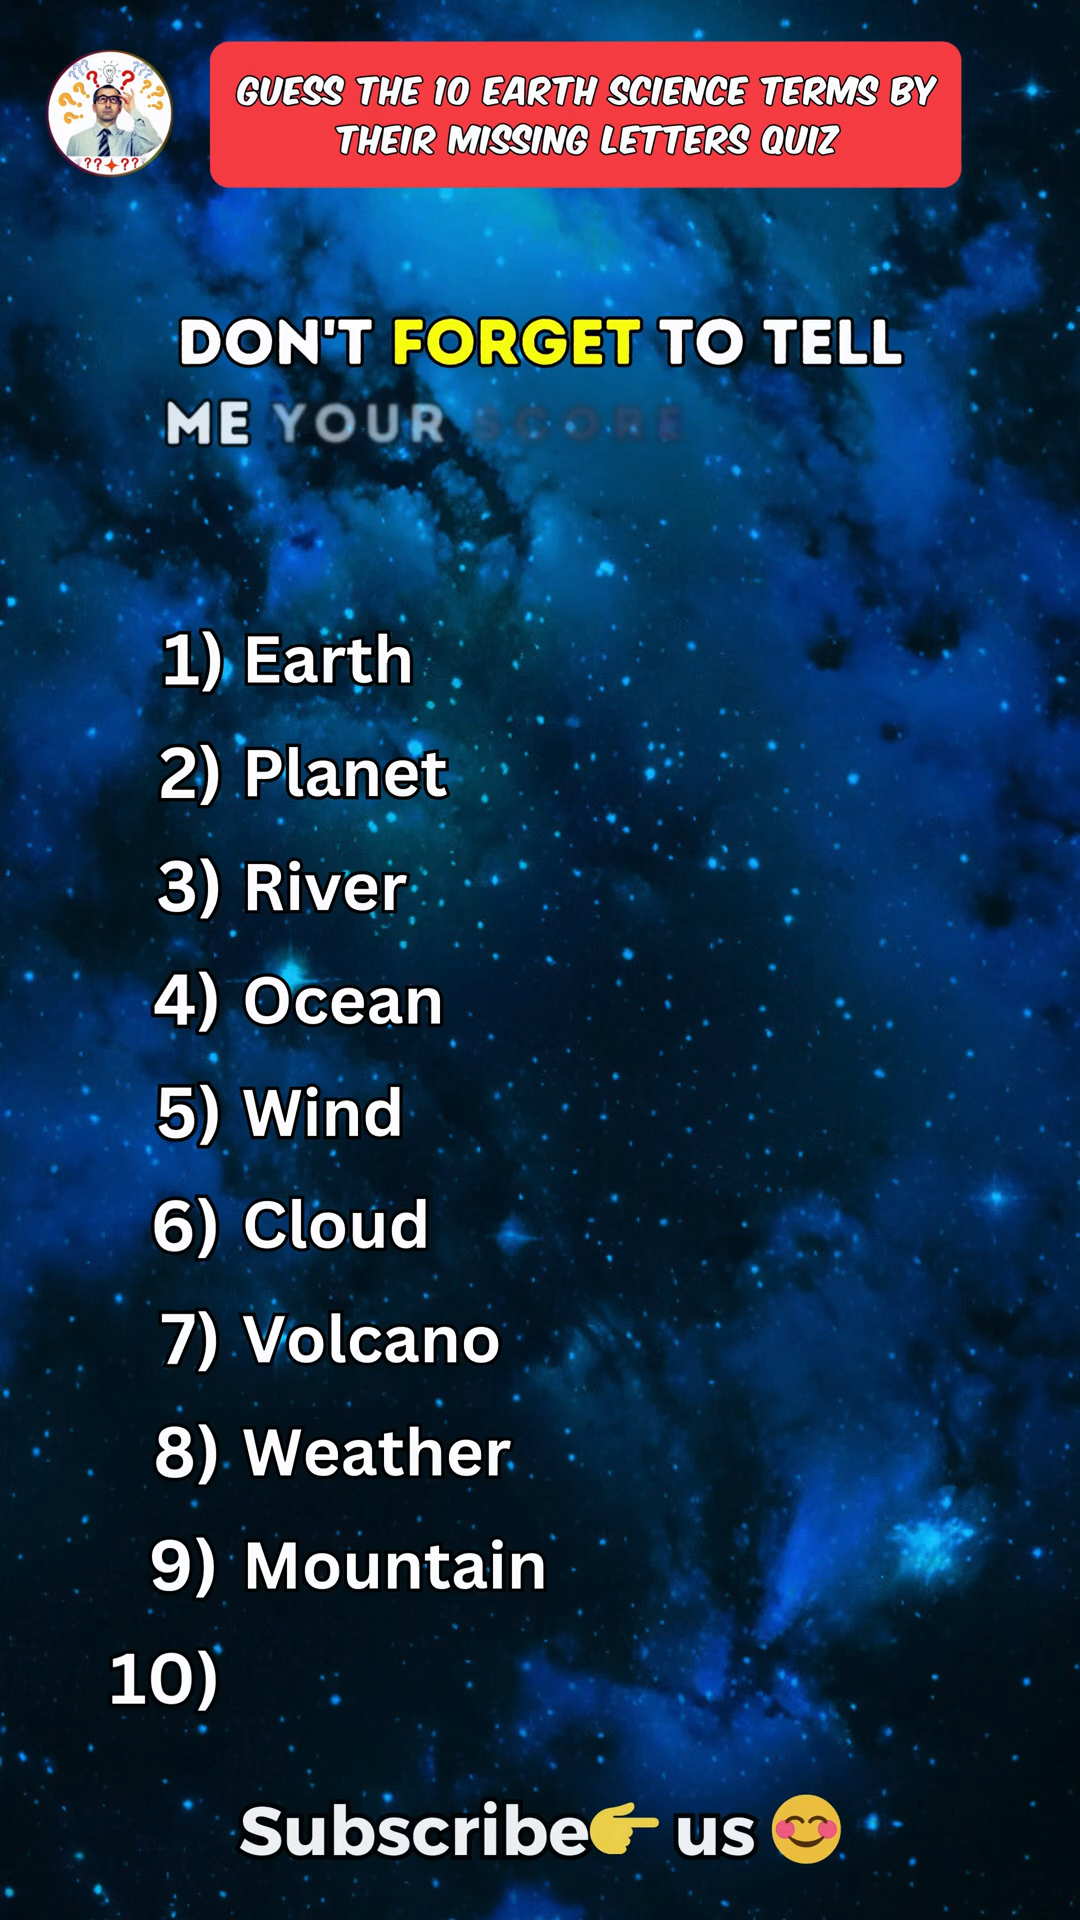 GUESS THE 10 EARTH SCIENCE TERMS BY
THEIR MISSING LETTERS QUIZ
DON'T FORGET TO TELL
ME YOUR SCORE
1) Earth
2) Planet
3) River
4) Ocean
5) Wind
6) Cloud
7) Volcano
8) Weather
9) Mountain
10)
Subscribe👉 us 😊